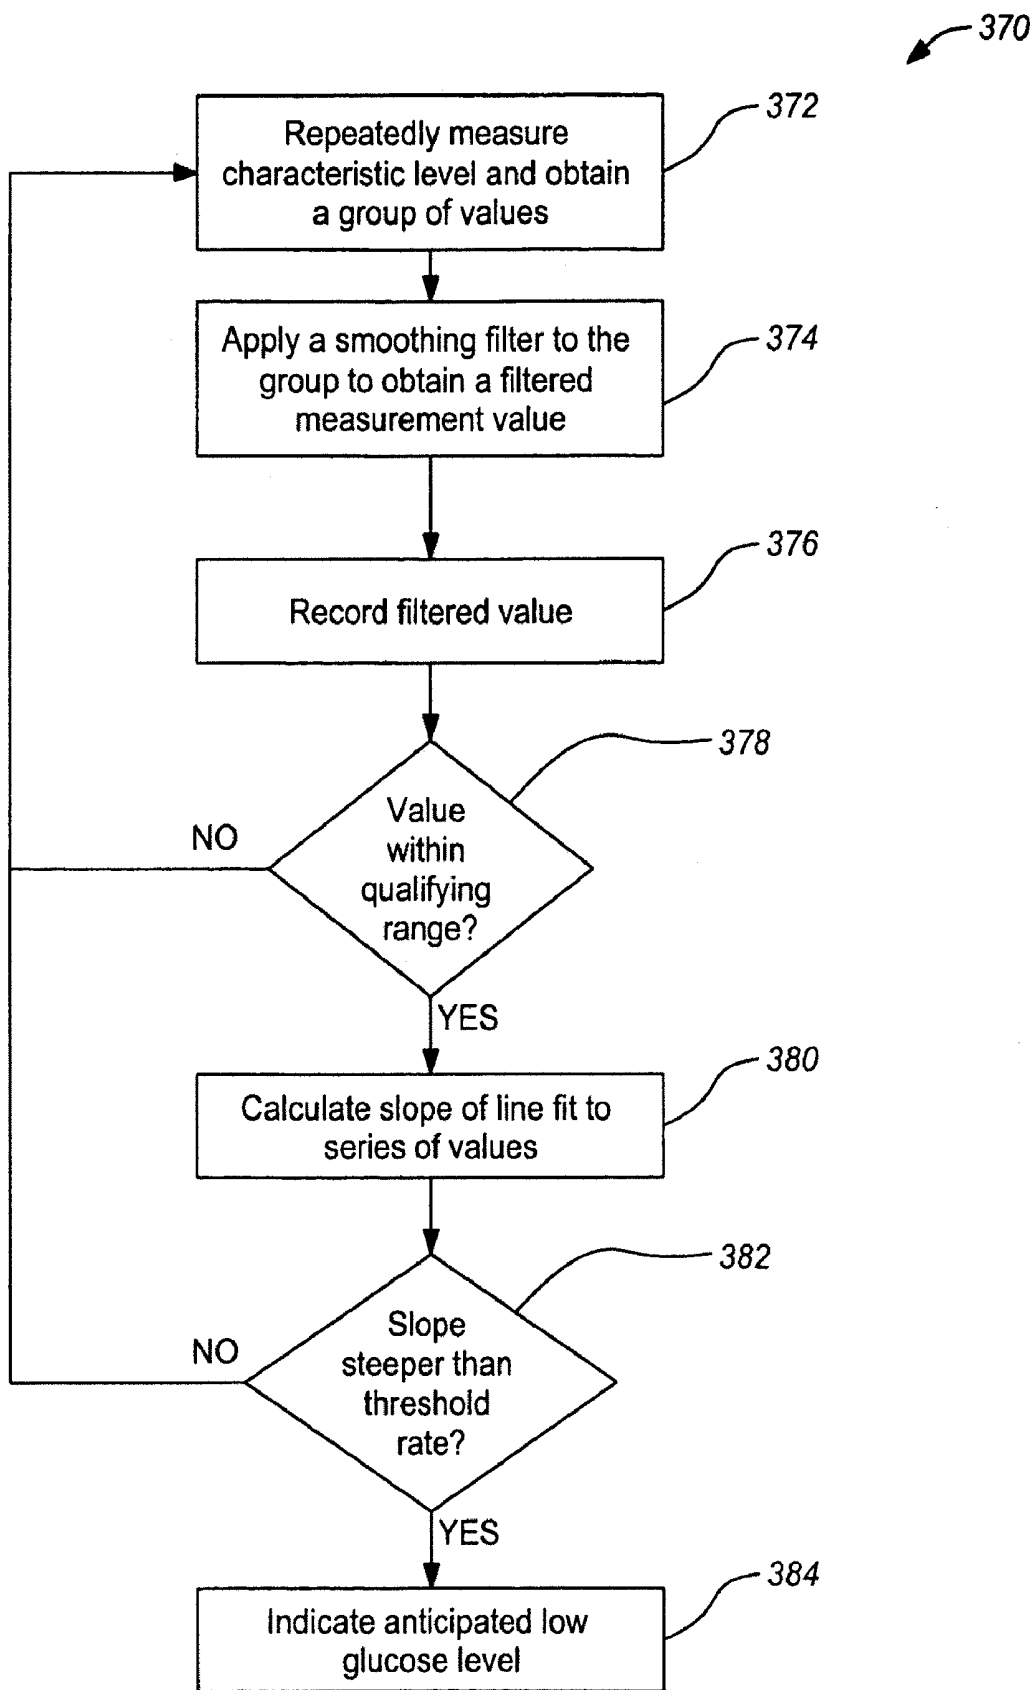 370
372
Repeatedly measure
characteristic level and obtain
a group of values
374
Apply a smoothing filter to the
group to obtain a filtered
measurement value
376
Record filtered value
378
Value
within
qualifying
range?
NO
YES
380
Calculate slope of line fit to
series of values
382
Slope
steeper than
threshold
rate?
NO
YES
384
Indicate anticipated low
glucose level